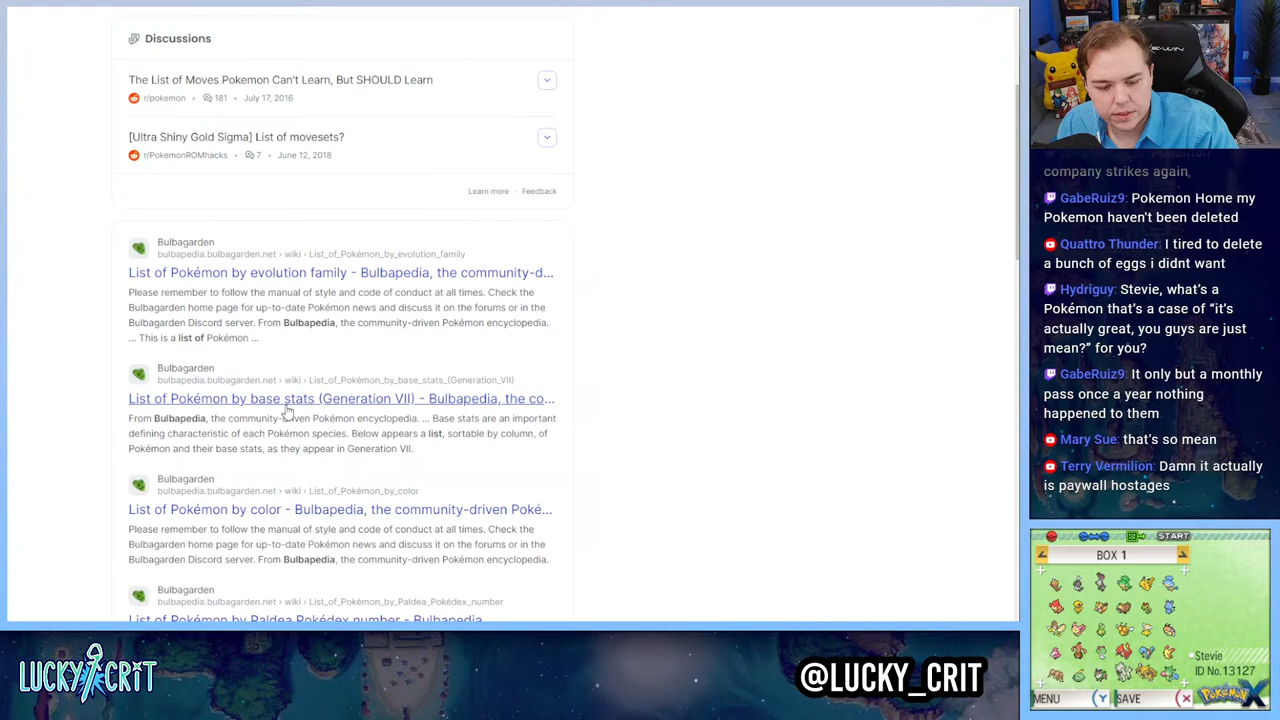 Discussions
The List of Moves Pokemon Can't Learn, But SHOULD Learn
r/pokemon • 181 • July 17, 2016
[Ultra Shiny Gold Sigma] List of movesets?
r/PokemonROMhacks • 7 • June 12, 2018
Learn more · Feedback
Bulbagarden
bulbapedia.bulbagarden.net › wiki › List_of_Pokémon_by_evolution_family
List of Pokémon by evolution family - Bulbapedia, the community-d...
Please remember to follow the manual of style and code of conduct at all times. Check the
Bulbagarden home page for up-to-date Pokémon news and discuss it on the forums or in the
Bulbagarden Discord server. From Bulbapedia, the community-driven Pokémon encyclopedia.
... This is a list of Pokémon ...
Bulbagarden
bulbapedia.bulbagarden.net › wiki › List_of_Pokémon_by_base_stats_(Generation_VII)
List of Pokémon by base stats (Generation VII) - Bulbapedia, the co...
From Bulbapedia, the community-driven Pokémon encyclopedia. ... Base stats are an important
defining characteristic of each Pokémon species. Below appears a list, sortable by column, of
Pokémon and their base stats, as they appear in Generation VII.
Bulbagarden
bulbapedia.bulbagarden.net › wiki › List_of_Pokémon_by_color
List of Pokémon by color - Bulbapedia, the community-driven Poké...
Please remember to follow the manual of style and code of conduct at all times. Check the
Bulbagarden home page for up-to-date Pokémon news and discuss it on the forums or in the
Bulbagarden Discord server. From Bulbapedia, the community-driven Pokémon encyclopedia.
Bulbagarden
bulbapedia.bulbagarden.net › wiki › List_of_Pokémon_by_Paldea_Pokédex_number
List of Pokémon by Paldea Pokédex number - Bulbapedia
company strikes again,
GabeRuiz9: Pokemon Home my
Pokemon haven't been deleted
Quattro Thunder: I tired to delete
a bunch of eggs i didnt want
Hydriguy: Stevie, what's a
Pokémon that's a case of "it's
actually great, you guys are just
mean?" for you?
GabeRuiz9: It only but a monthly
pass once a year nothing
happened to them
Mary Sue: that's so mean
Terry Vermilion: Damn it actually
is paywall hostages
START
BOX 1
Stevie
ID No.13127
MENU Y SAVE X
Pokémon X
LUCKY CRIT
@LUCKY_CRIT